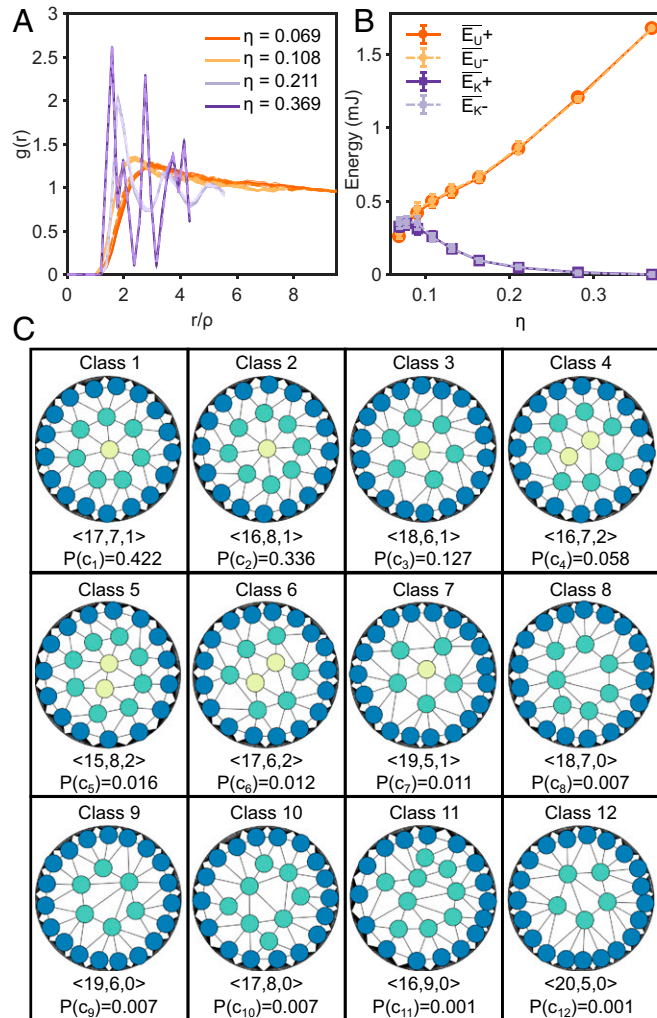 A
g(r)
3
2.5
2
1.5
1
0.5
0
η = 0.069
η = 0.108
η = 0.211
η = 0.369
0 2 4 6 8
r/ρ
B
Energy (mJ)
1.5
1
0.5
0
E_U+
E_U-
E_K+
E_K-
0.1 0.2 0.3
η
C
Class 1 Class 2 Class 3 Class 4
<17,7,1> <16,8,1> <18,6,1> <16,7,2>
P(c₁)=0.422 P(c₂)=0.336 P(c₃)=0.127 P(c₄)=0.058
Class 5 Class 6 Class 7 Class 8
<15,8,2> <17,6,2> <19,5,1> <18,7,0>
P(c₅)=0.016 P(c₆)=0.012 P(c₇)=0.011 P(c₈)=0.007
Class 9 Class 10 Class 11 Class 12
<19,6,0> <17,8,0> <16,9,0> <20,5,0>
P(c₉)=0.007 P(c₁₀)=0.007 P(c₁₁)=0.001 P(c₁₂)=0.001